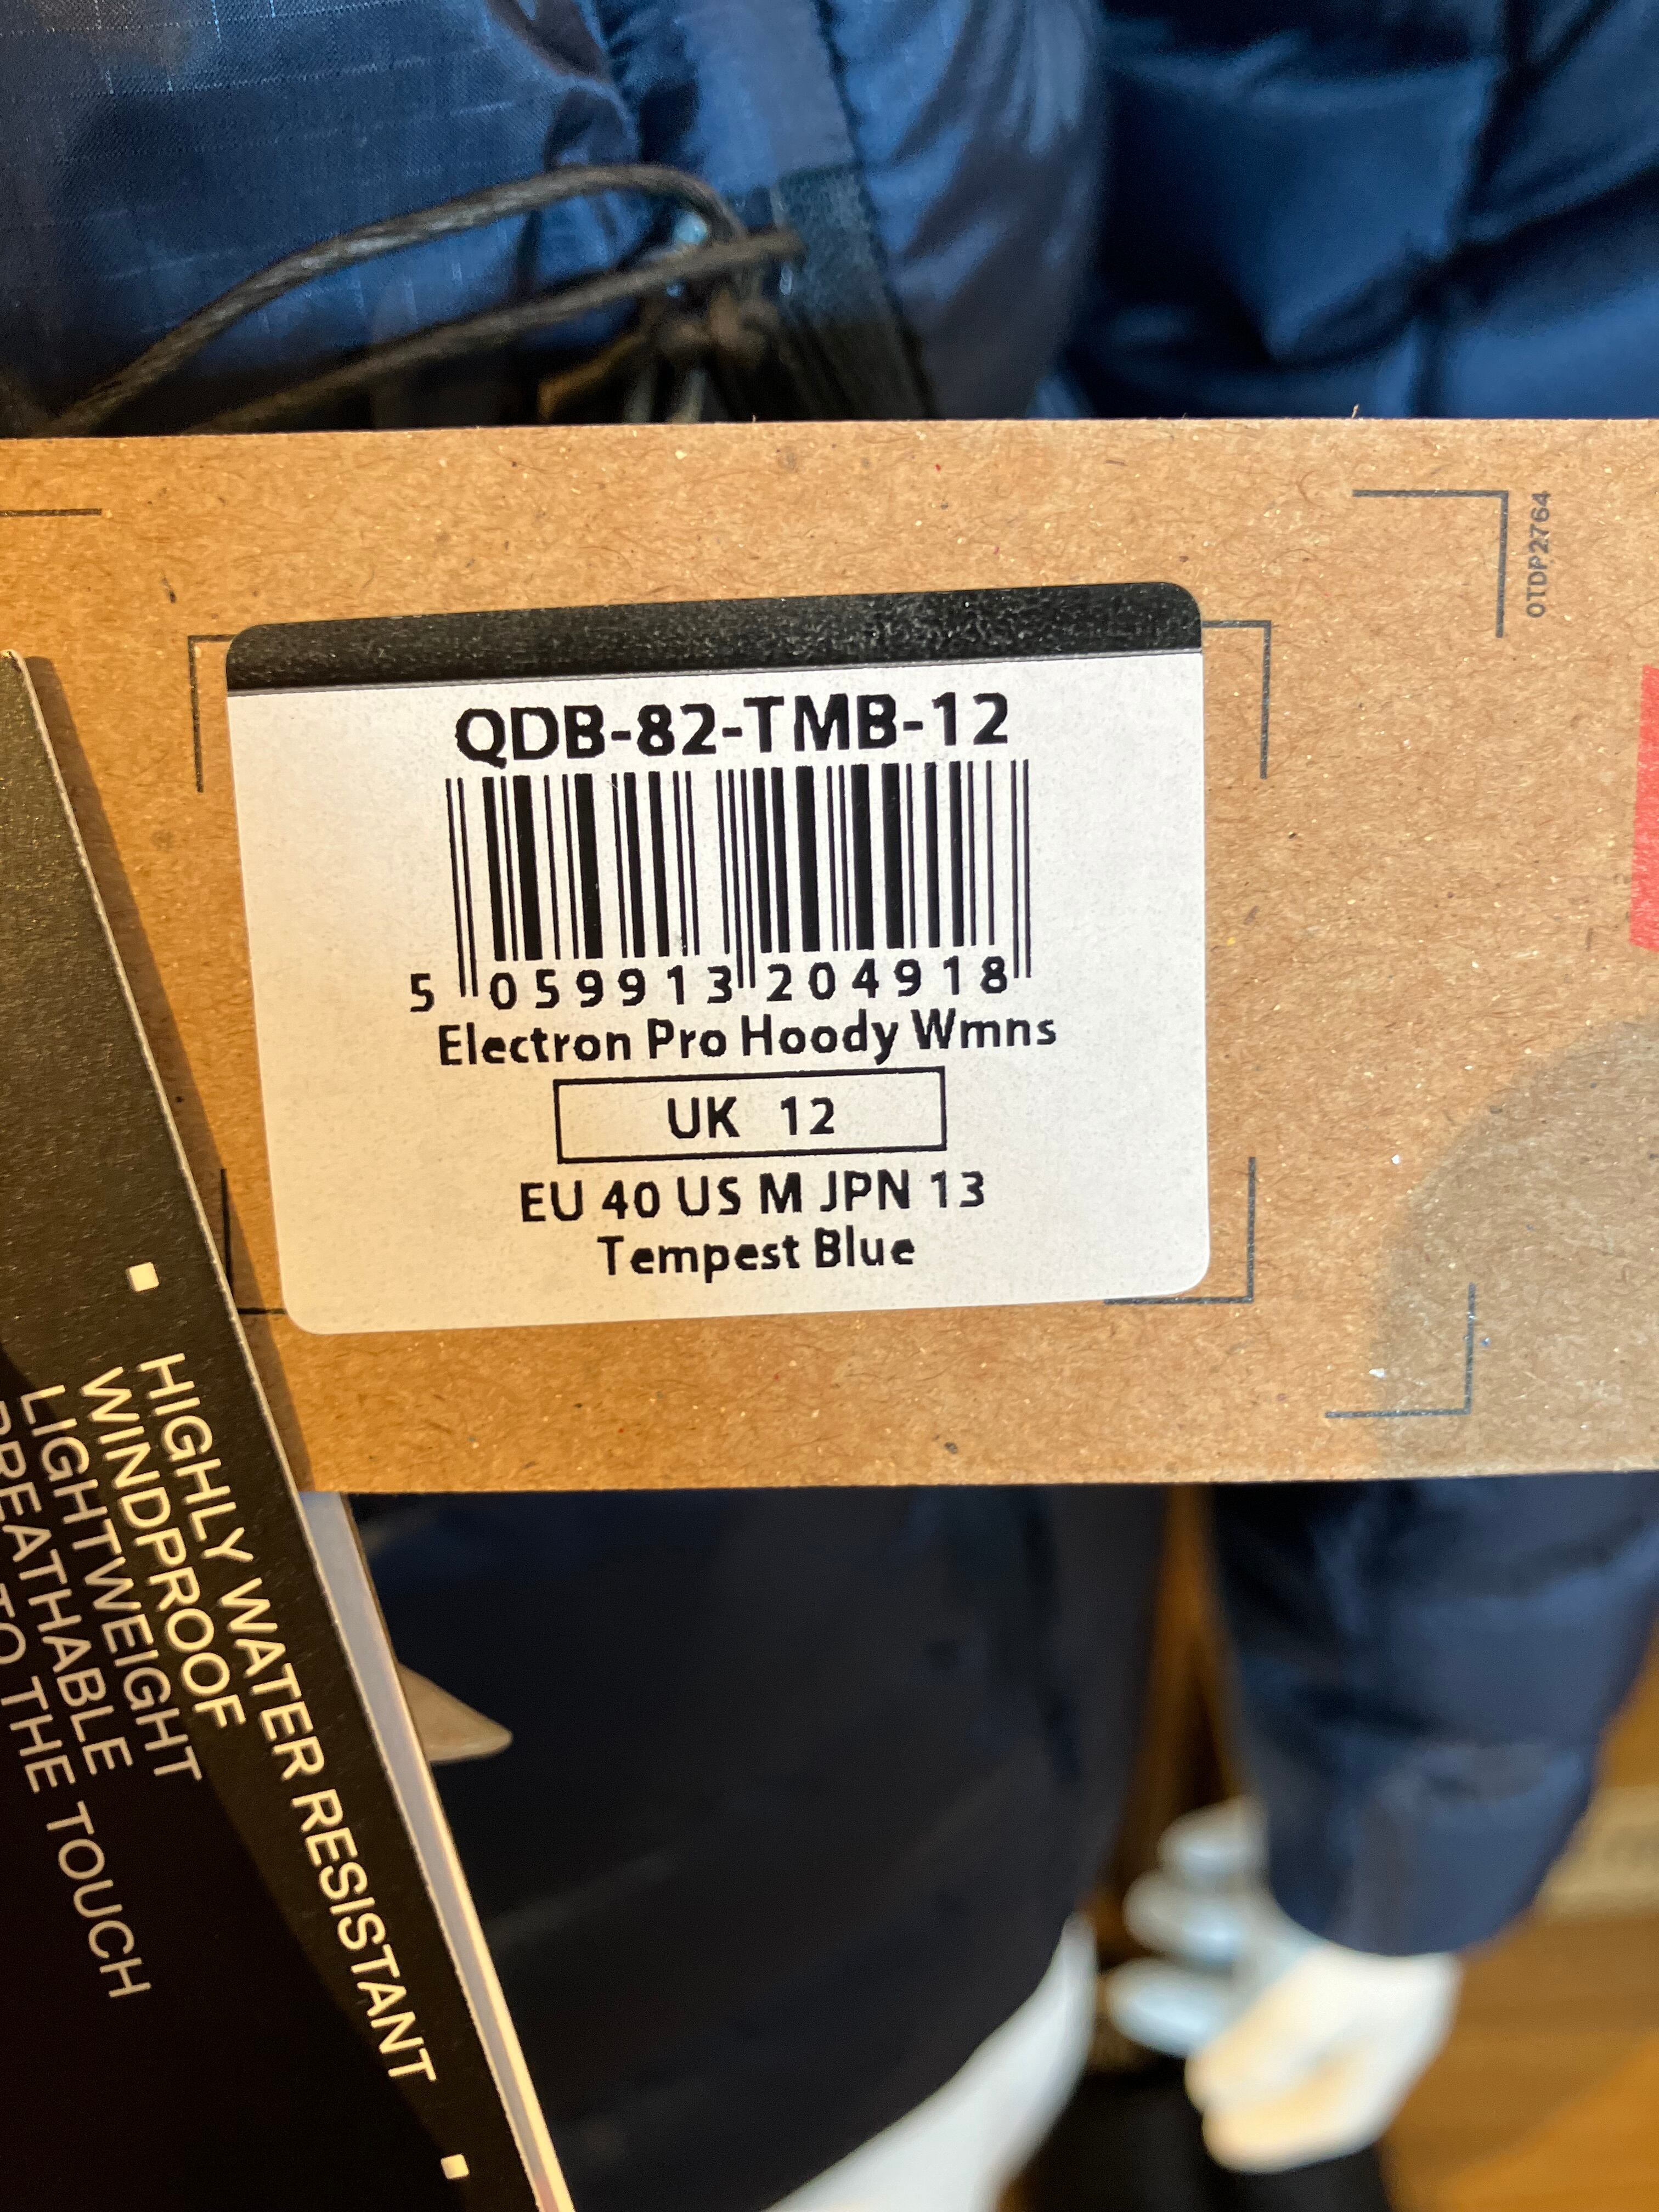 OTDP2764
QDB-82-TMB-12
5 059913 204918
Electron Pro Hoody Wmns
UK 12
EU 40 US M JPN 13
Tempest Blue
HIGHLY WATER RESISTANT
WINDPROOF
LIGHTWEIGHT
BREATHABLE
TO THE TOUCH